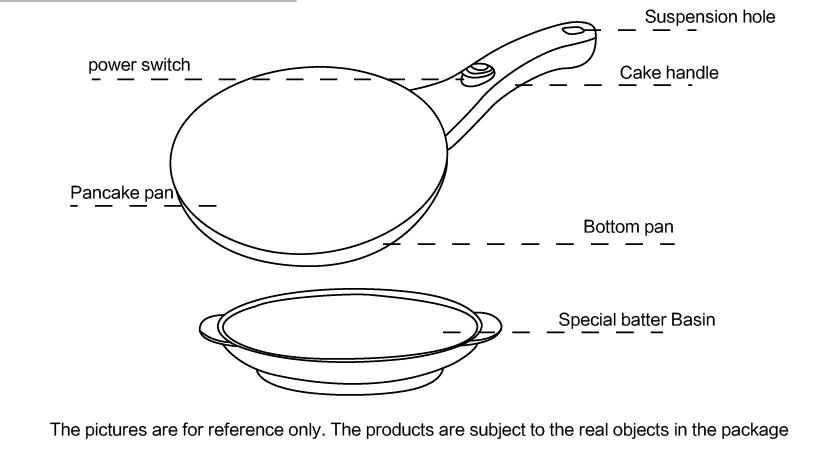 Suspension hole
power switch
Cake handle
Pancake pan
Bottom pan
Special batter Basin
The pictures are for reference only. The products are subject to the real objects in the package